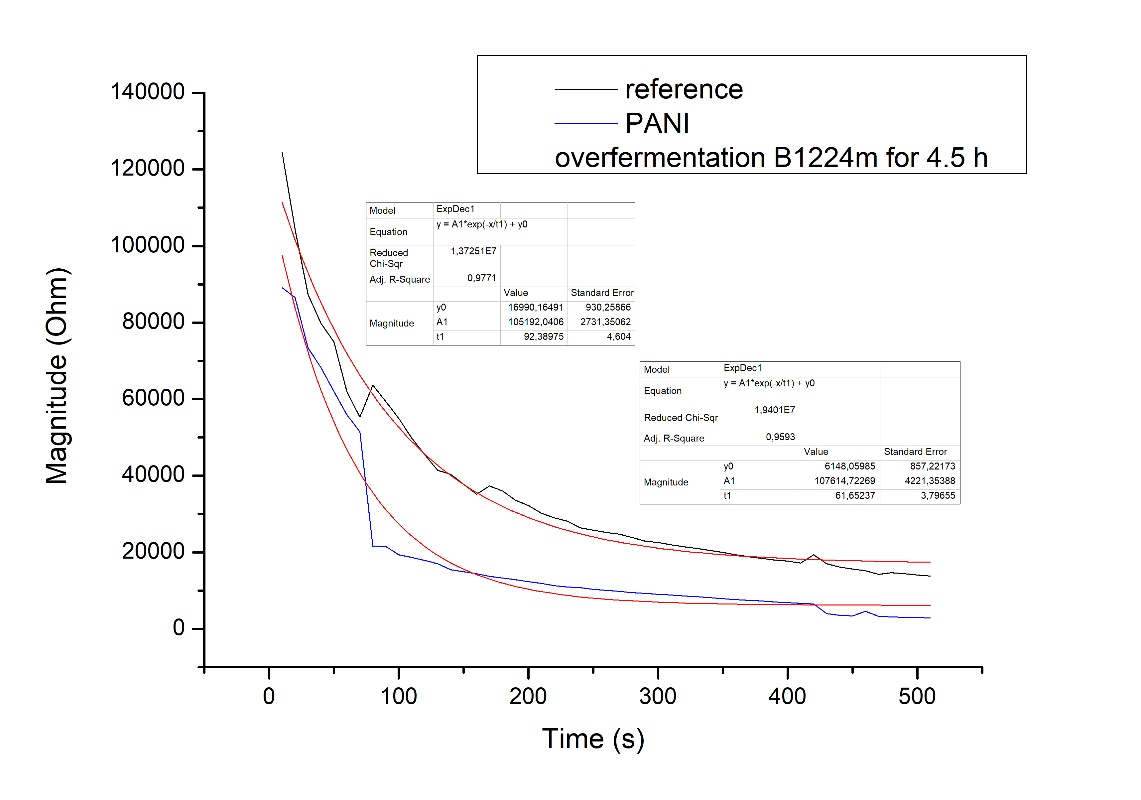 reference
PANI
overfermentation B1224m for 4.5 h
140000
120000
100000
80000
60000
40000
20000
0
Magnitude (Ohm)
Model ExpDec1
Equation y = A1*exp(-x/t1) + y0
Reduced Chi-Sqr 1,37251E7
Adj. R-Square 0,9771
Value Standard Error
Magnitude y0 16990,16491 930,25866
A1 105192,0406 2731,35062
t1 92,38975 4,604
Model ExpDec1
Equation y = A1*exp(-x/t1) + y0
Reduced Chi-Sqr 1,9401E7
Adj. R-Square 0,9593
Value Standard Error
Magnitude y0 6148,05985 857,22173
A1 107614,72269 4221,35388
t1 61,65237 3,79655
0 100 200 300 400 500
Time (s)